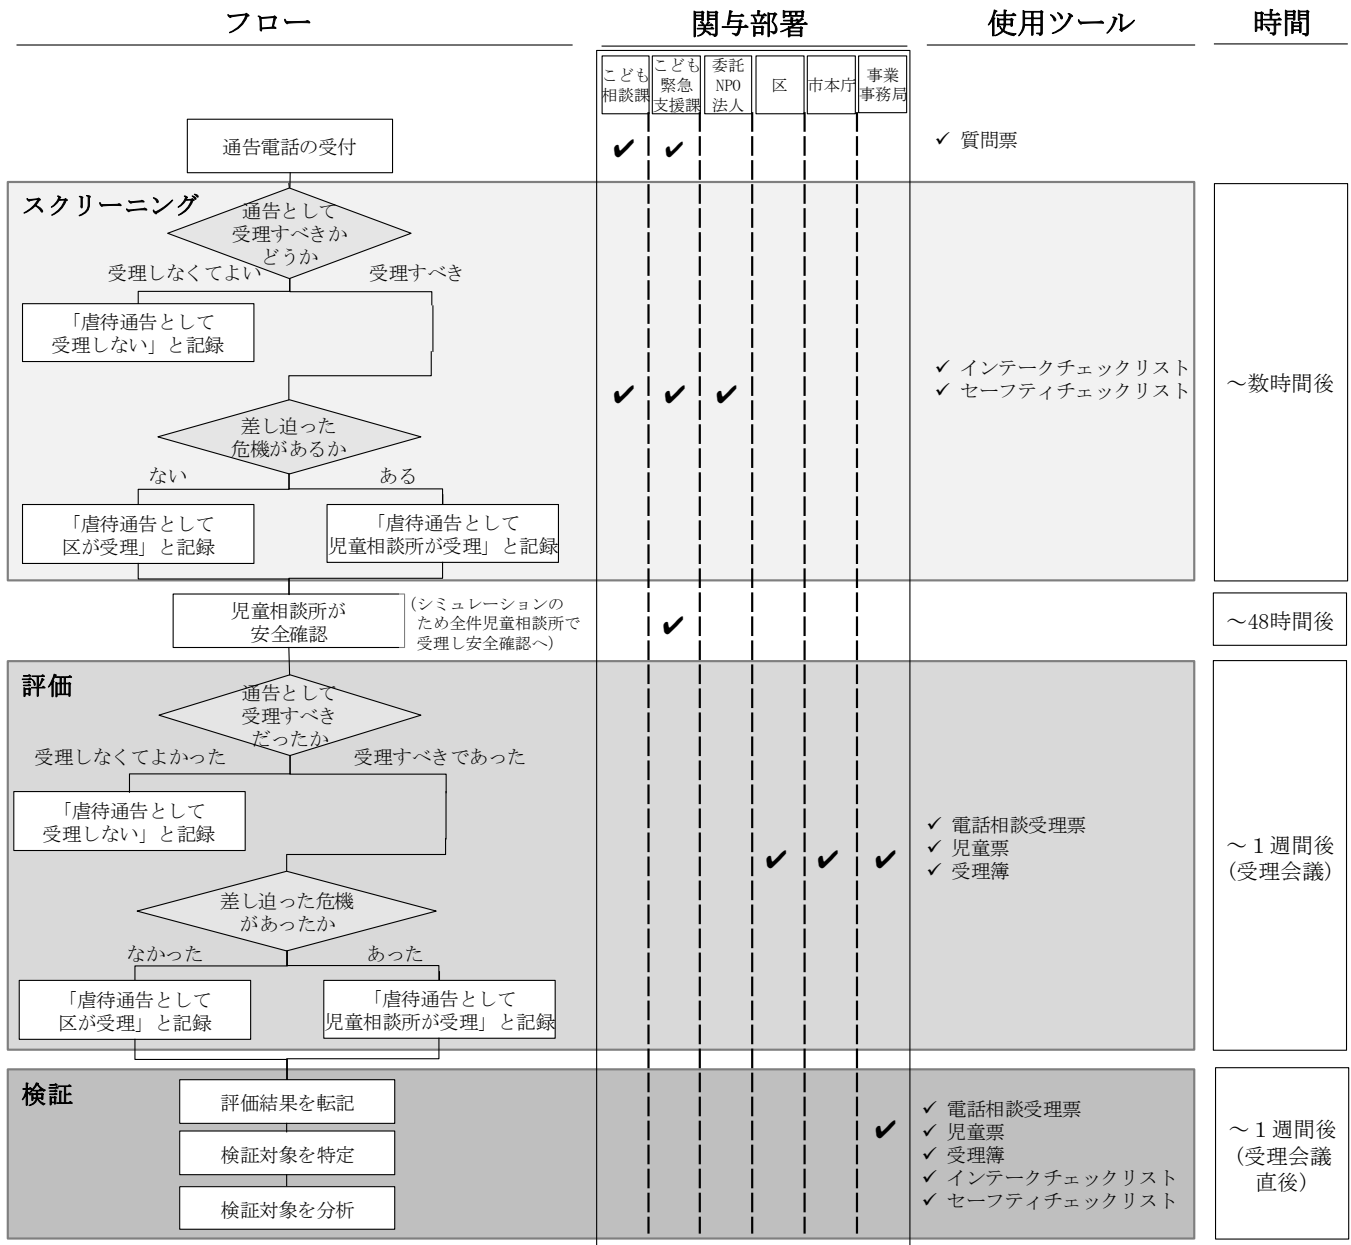 フロー
関与部署
使用ツール
時間
こども
相談課
こども
緊急
支援課
委託
NPO
法人
区
市本庁
事業
事務局
通告電話の受付
✓ 質問票
スクリーニング
通告として
受理すべきか
どうか
受理しなくてよい
受理すべき
「虐待通告として
受理しない」と記録
差し迫った
危機があるか
ない
ある
「虐待通告として
区が受理」と記録
「虐待通告として
児童相談所が受理」と記録
✓ インテークチェックリスト
✓ セーフティチェックリスト
～数時間後
児童相談所が
安全確認
(シミュレーションの
ため全件児童相談所で
受理し安全確認へ)
～48時間後
評価
通告として
受理すべき
だったか
受理しなくてよかった
受理すべきであった
「虐待通告として
受理しない」と記録
差し迫った危機
があったか
なかった
あった
「虐待通告として
区が受理」と記録
「虐待通告として
児童相談所が受理」と記録
✓ 電話相談受理票
✓ 児童票
✓ 受理簿
～１週間後
(受理会議)
検証
評価結果を転記
検証対象を特定
検証対象を分析
✓ 電話相談受理票
✓ 児童票
✓ 受理簿
✓ インテークチェックリスト
✓ セーフティチェックリスト
～１週間後
(受理会議
直後)